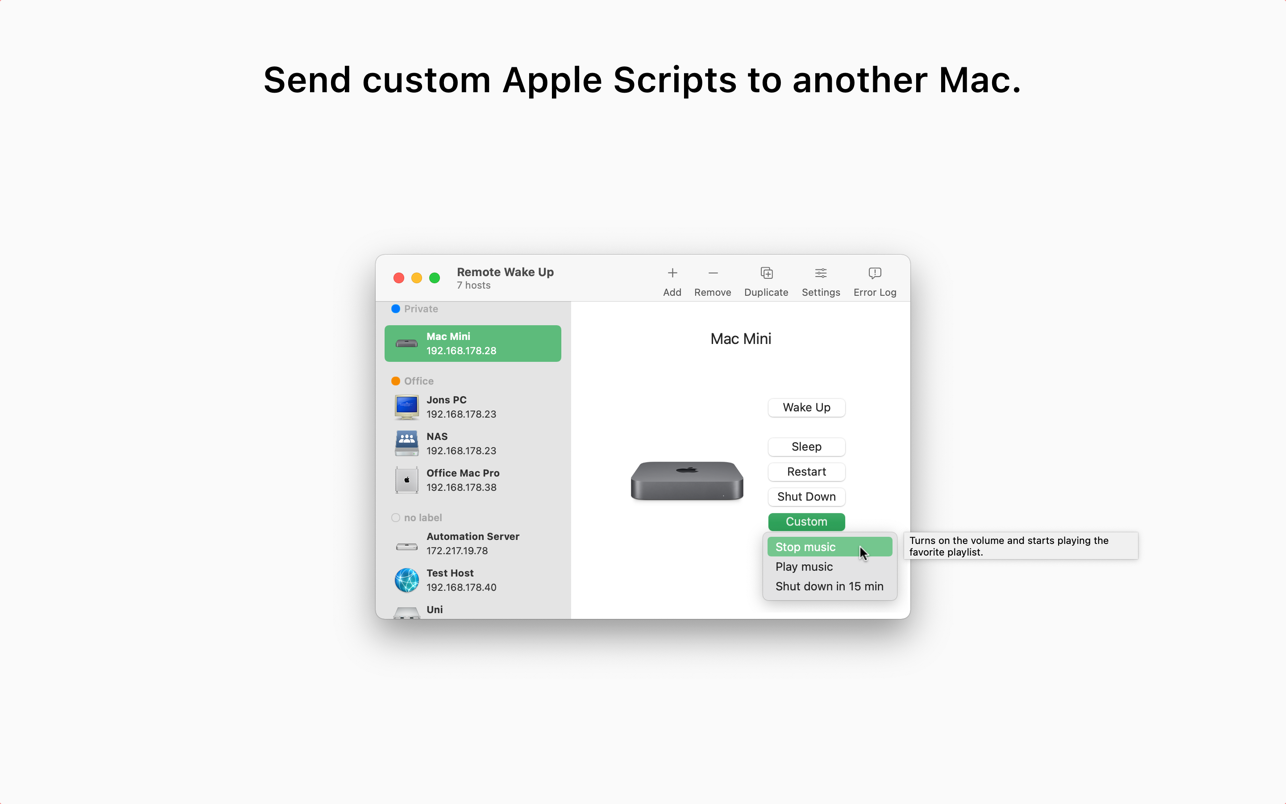 Send custom Apple Scripts to another Mac.
Remote Wake Up
7 hosts
Add
Remove
Duplicate
Settings
Error Log
Private
Mac Mini
192.168.178.28
Office
Jons PC
192.168.178.23
NAS
192.168.178.23
Office Mac Pro
192.168.178.38
no label
Automation Server
172.217.19.78
Test Host
192.168.178.40
Uni
Mac Mini
Wake Up
Sleep
Restart
Shut Down
Custom
Stop music
Play music
Shut down in 15 min
Turns on the volume and starts playing the
favorite playlist.